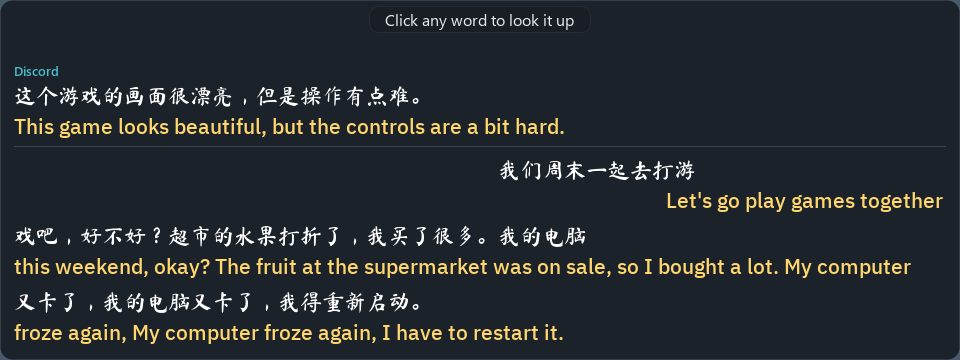 Click any word to look it up
Discord
这个游戏的画面很漂亮，但是操作有点难。
This game looks beautiful, but the controls are a bit hard.
我们周末一起去打游
Let's go play games together
戏吧，好不好？超市的水果打折了，我买了很多。我的电脑
this weekend, okay? The fruit at the supermarket was on sale, so I bought a lot. My computer
又卡了，我的电脑又卡了，我得重新启动。
froze again, My computer froze again, I have to restart it.